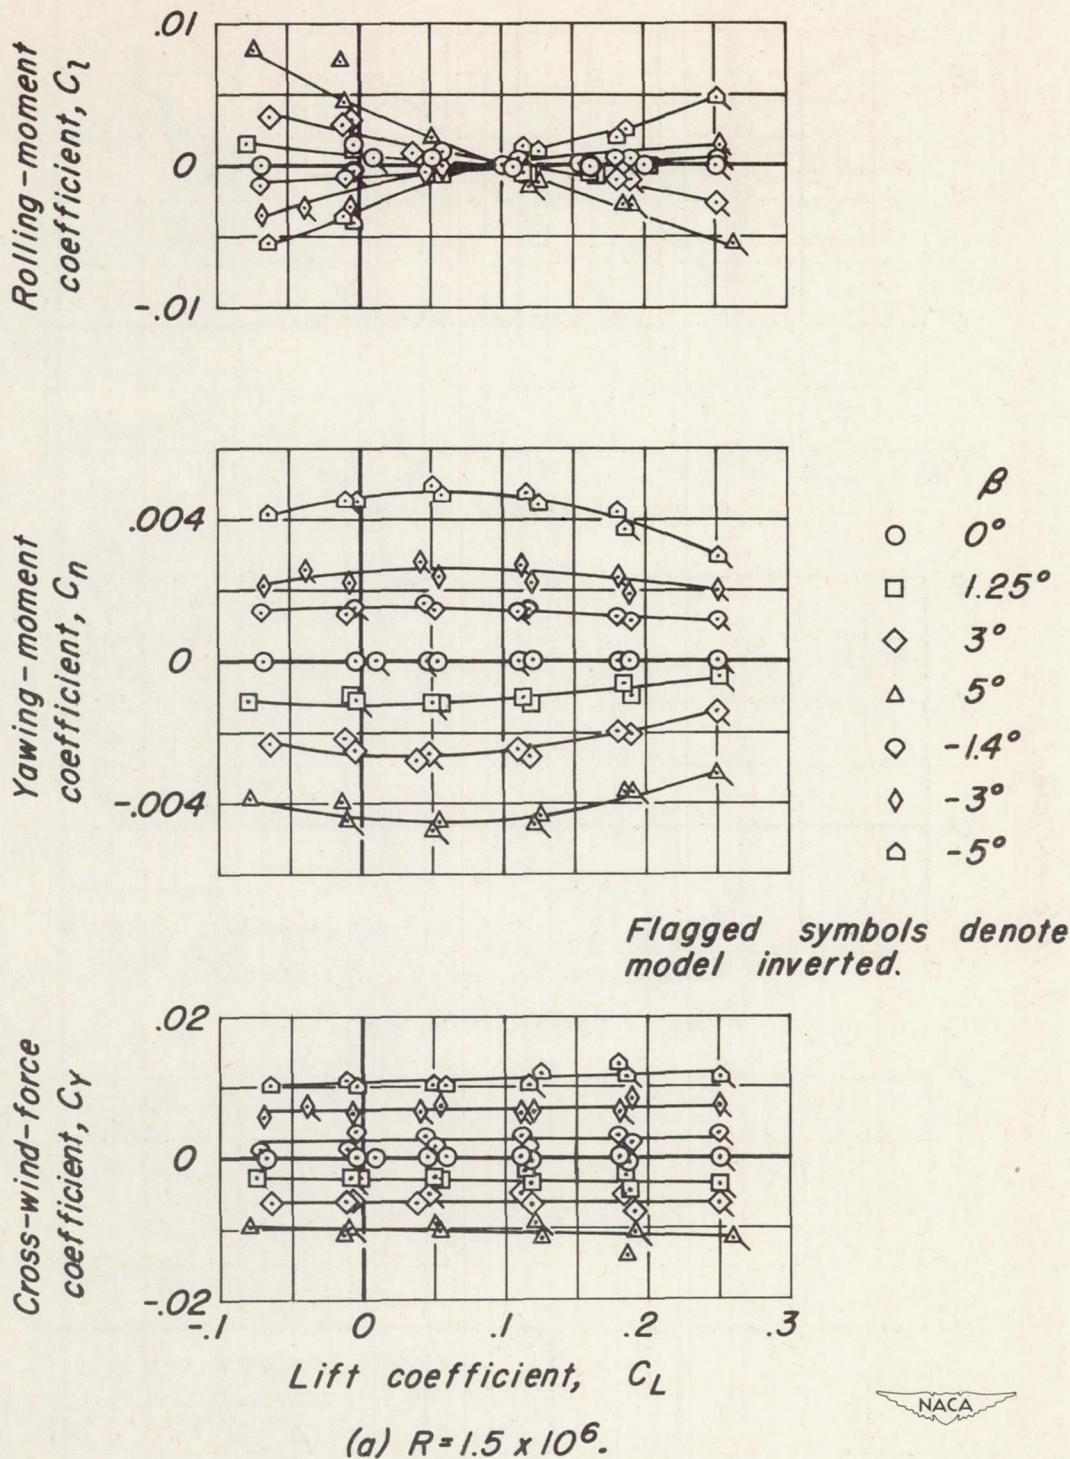 Rolling-moment
coefficient, Cl
.01
0
-.01
Yawing-moment
coefficient, Cn
.004
0
-.004
β
0°
1.25°
3°
5°
-1.4°
-3°
-5°
Flagged symbols denote
model inverted.
Cross-wind-force
coefficient, CY
.02
0
-.02
-.1 0 .1 .2 .3
Lift coefficient, CL
NACA
(a) R=1.5 x 10⁶.